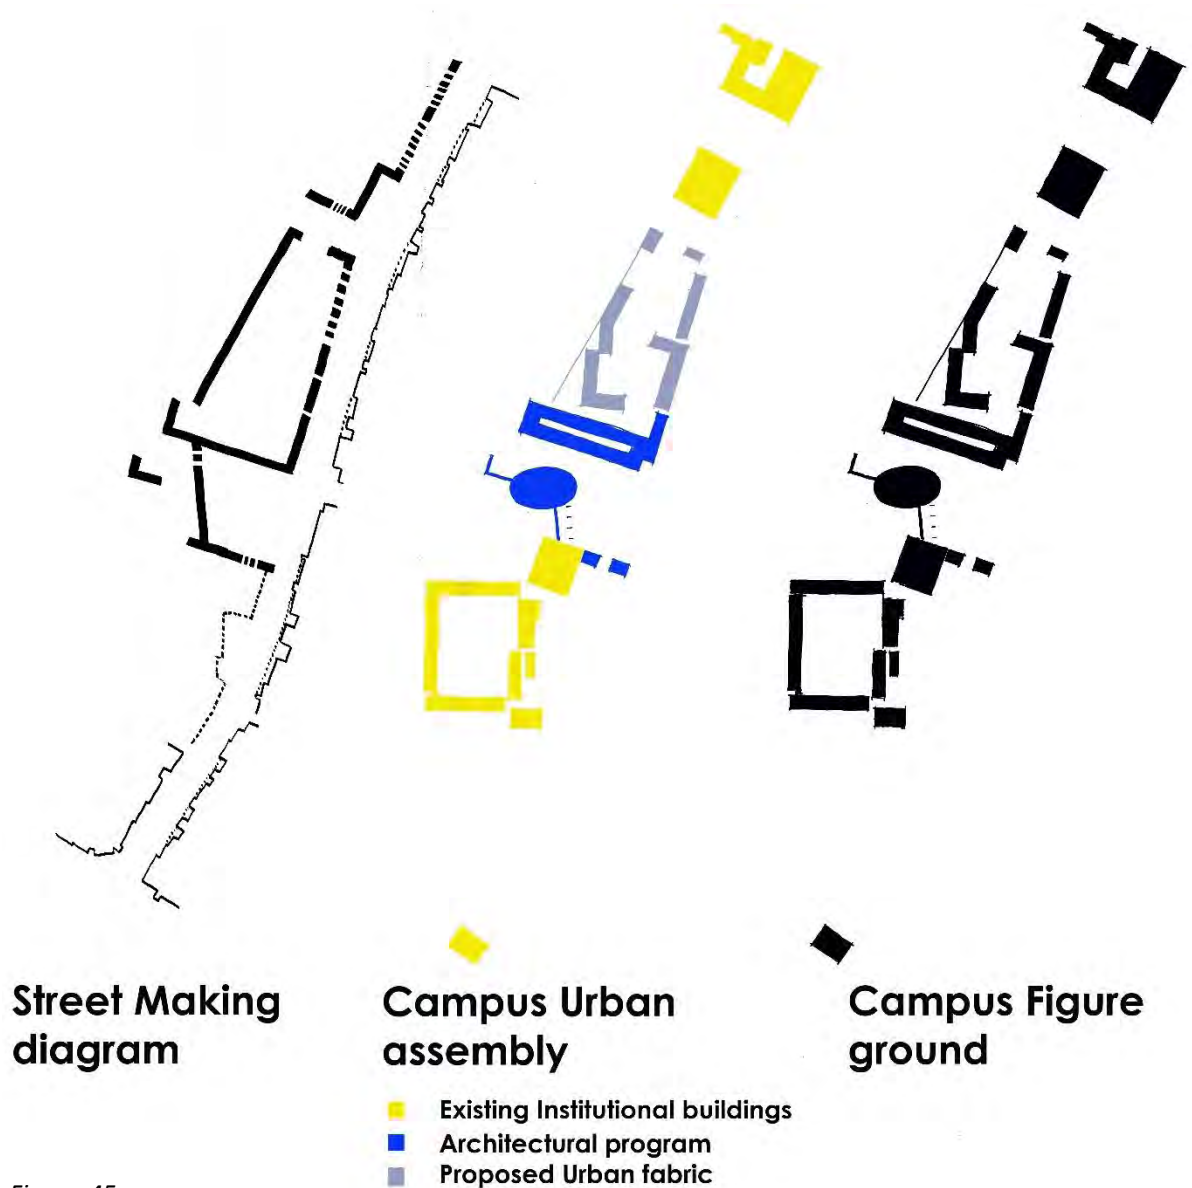 Street Making
diagram
Campus Urban
assembly
Existing Institutional buildings
Architectural program
Proposed Urban fabric
Campus Figure
ground